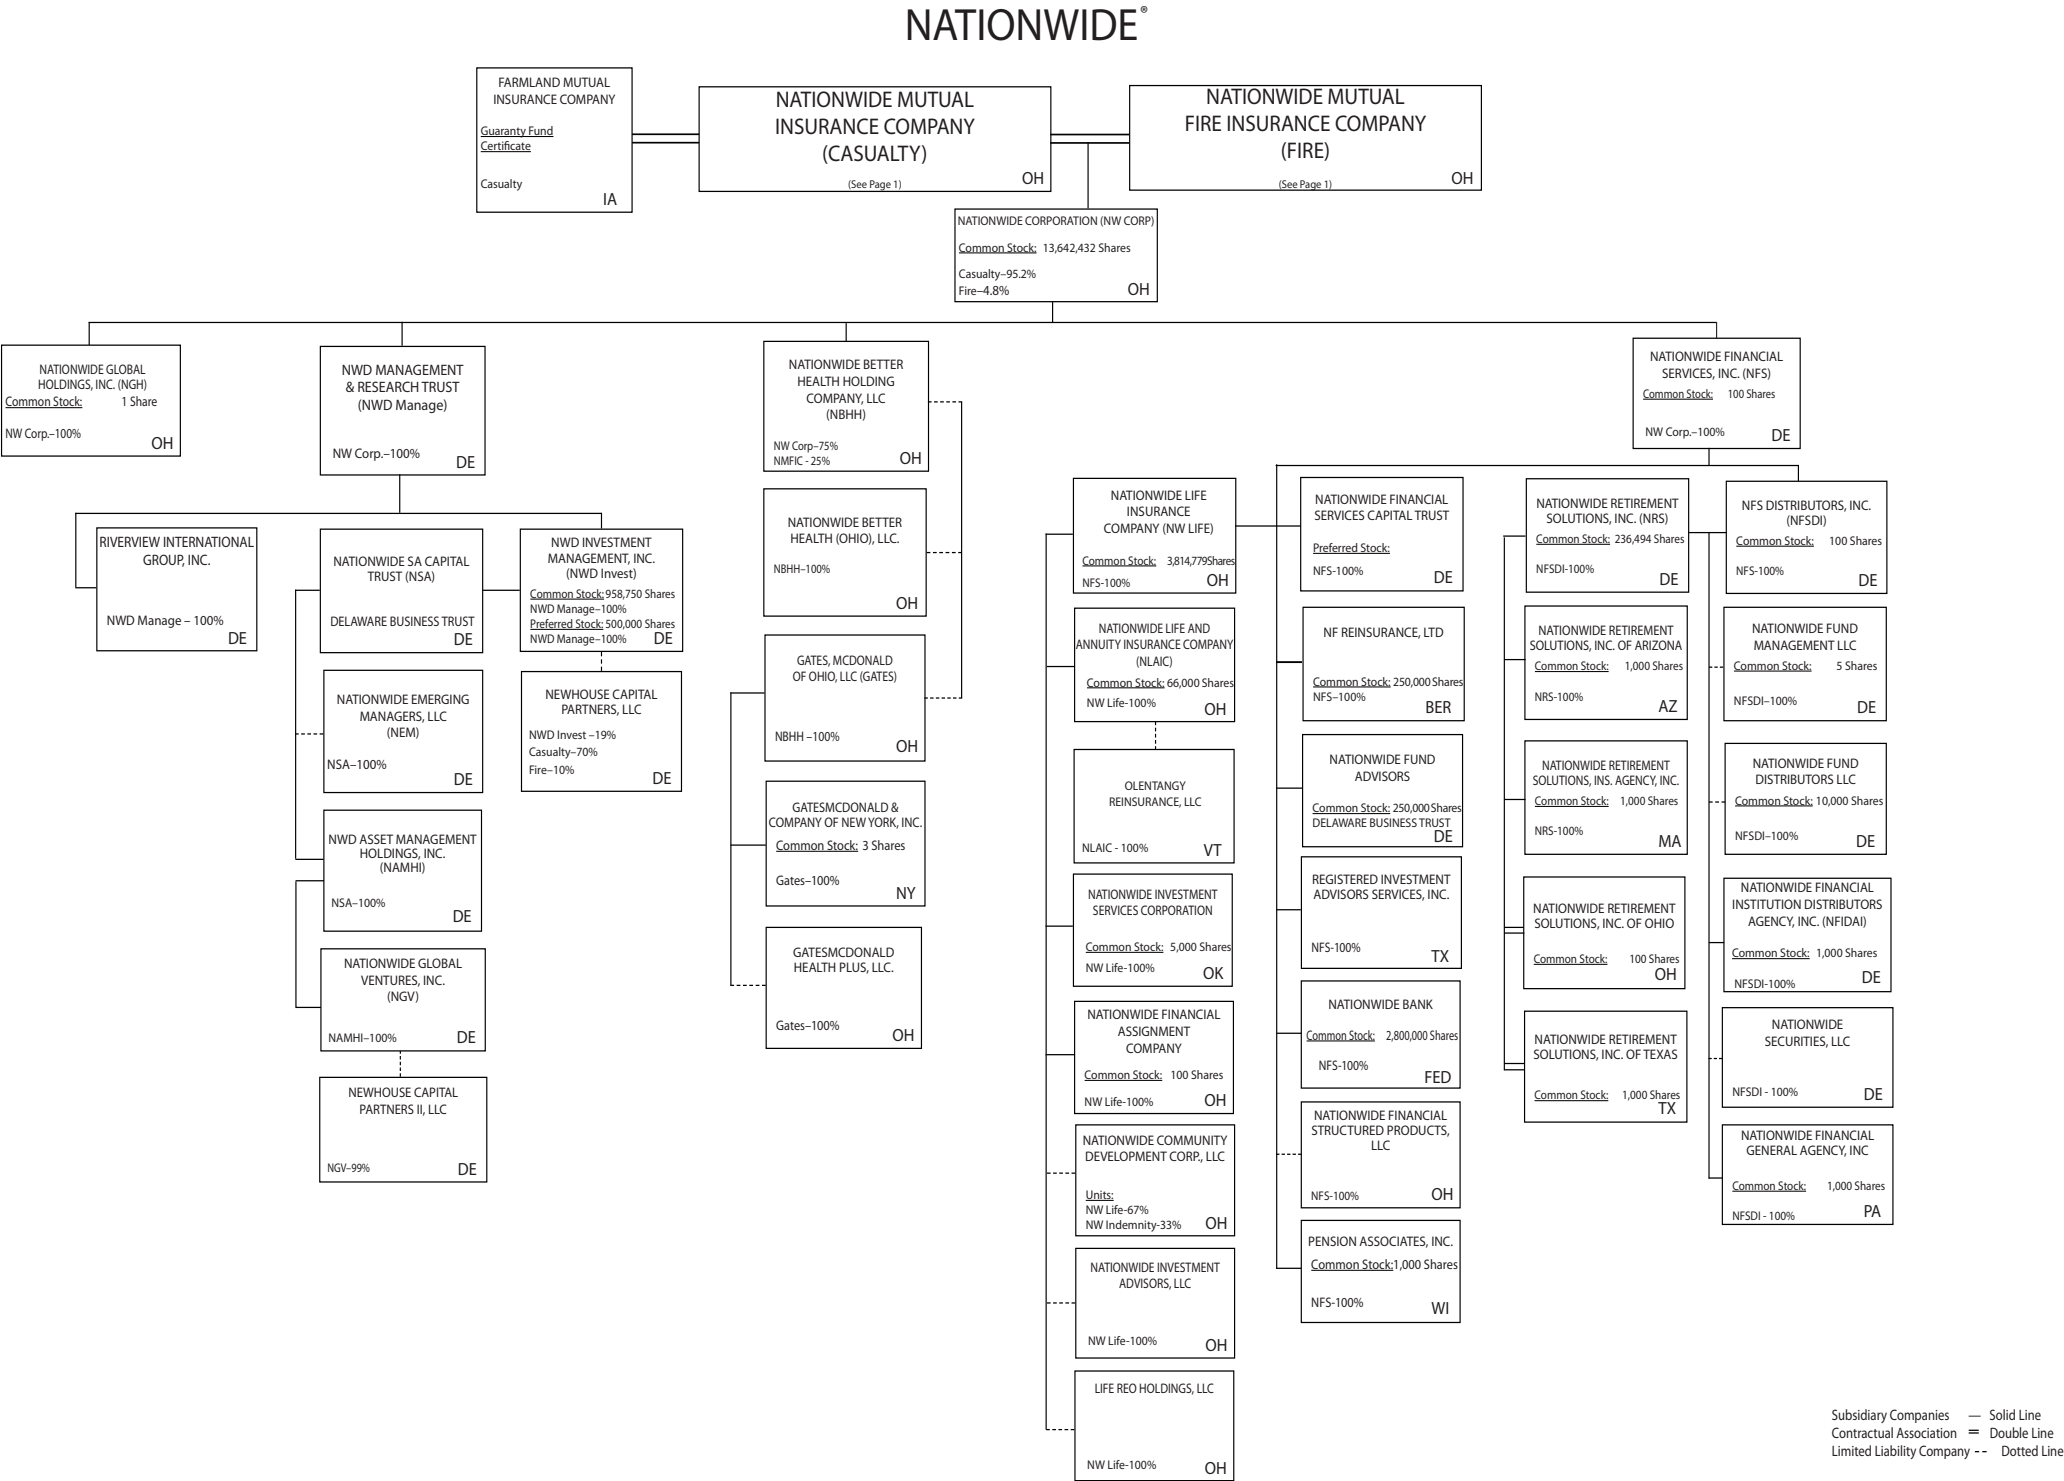 NATIONWIDE®
FARMLAND MUTUAL
INSURANCE COMPANY
Guaranty Fund
Certificate
Casualty
IA
NATIONWIDE MUTUAL
INSURANCE COMPANY
(CASUALTY)
(See Page 1)
OH
NATIONWIDE MUTUAL
FIRE INSURANCE COMPANY
(FIRE)
(See Page 1)
OH
NATIONWIDE CORPORATION (NW CORP)
Common Stock: 13,642,432 Shares
Casualty–95.2%
Fire–4.8%
OH
NATIONWIDE GLOBAL
HOLDINGS, INC. (NGH)
Common Stock: 1 Share
NW Corp.–100%
OH
NWD MANAGEMENT
& RESEARCH TRUST
(NWD Manage)
NW Corp.–100%
DE
NATIONWIDE BETTER
HEALTH HOLDING
COMPANY, LLC
(NBHH)
NW Corp–75%
NMFIC - 25%
OH
NATIONWIDE FINANCIAL
SERVICES, INC. (NFS)
Common Stock: 100 Shares
NW Corp.–100%
DE
RIVERVIEW INTERNATIONAL
GROUP, INC.
NWD Manage – 100%
DE
NATIONWIDE SA CAPITAL
TRUST (NSA)
DELAWARE BUSINESS TRUST
DE
NWD INVESTMENT
MANAGEMENT, INC.
(NWD Invest)
Common Stock: 958,750 Shares
NWD Manage–100%
Preferred Stock: 500,000 Shares
NWD Manage–100%
DE
NATIONWIDE EMERGING
MANAGERS, LLC
(NEM)
NSA–100%
DE
NEWHOUSE CAPITAL
PARTNERS, LLC
NWD Invest –19%
Casualty–70%
Fire–10%
DE
NWD ASSET MANAGEMENT
HOLDINGS, INC.
(NAMHI)
NSA–100%
DE
NATIONWIDE GLOBAL
VENTURES, INC.
(NGV)
NAMHI–100%
DE
NEWHOUSE CAPITAL
PARTNERS II, LLC
NGV–99%
DE
NATIONWIDE BETTER
HEALTH (OHIO), LLC.
NBHH–100%
OH
GATES, MCDONALD
OF OHIO, LLC (GATES)
NBHH –100%
OH
GATESMCDONALD &
COMPANY OF NEW YORK, INC.
Common Stock: 3 Shares
Gates–100%
NY
GATESMCDONALD
HEALTH PLUS, LLC.
Gates–100%
OH
NATIONWIDE LIFE
INSURANCE
COMPANY (NW LIFE)
Common Stock: 3,814,779Shares
NFS-100%
OH
NATIONWIDE LIFE AND
ANNUITY INSURANCE COMPANY
(NLAIC)
Common Stock: 66,000 Shares
NW Life-100%
OH
OLENTANGY
REINSURANCE, LLC
NLAIC - 100%
VT
NATIONWIDE INVESTMENT
SERVICES CORPORATION
Common Stock: 5,000 Shares
NW Life-100%
OK
NATIONWIDE FINANCIAL
ASSIGNMENT
COMPANY
Common Stock: 100 Shares
NW Life-100%
OH
NATIONWIDE COMMUNITY
DEVELOPMENT CORP., LLC
Units:
NW Life-67%
NW Indemnity-33%
OH
NATIONWIDE INVESTMENT
ADVISORS, LLC
NW Life-100%
OH
LIFE REO HOLDINGS, LLC
NW Life-100%
OH
NATIONWIDE FINANCIAL
SERVICES CAPITAL TRUST
Preferred Stock:
NFS-100%
DE
NF REINSURANCE, LTD
Common Stock: 250,000 Shares
NFS–100%
BER
NATIONWIDE FUND
ADVISORS
Common Stock: 250,000 Shares
DELAWARE BUSINESS TRUST
DE
REGISTERED INVESTMENT
ADVISORS SERVICES, INC.
NFS-100%
TX
NATIONWIDE BANK
Common Stock: 2,800,000 Shares
NFS-100%
FED
NATIONWIDE FINANCIAL
STRUCTURED PRODUCTS,
LLC
NFS-100%
OH
PENSION ASSOCIATES, INC.
Common Stock:1,000 Shares
NFS-100%
WI
NATIONWIDE RETIREMENT
SOLUTIONS, INC. (NRS)
Common Stock: 236,494 Shares
NFSDI-100%
DE
NATIONWIDE RETIREMENT
SOLUTIONS, INC. OF ARIZONA
Common Stock: 1,000 Shares
NRS-100%
AZ
NATIONWIDE RETIREMENT
SOLUTIONS, INS. AGENCY, INC.
Common Stock: 1,000 Shares
NRS-100%
MA
NATIONWIDE RETIREMENT
SOLUTIONS, INC. OF OHIO
Common Stock: 100 Shares
OH
NATIONWIDE RETIREMENT
SOLUTIONS, INC. OF TEXAS
Common Stock: 1,000 Shares
TX
NFS DISTRIBUTORS, INC.
(NFSDI)
Common Stock: 100 Shares
NFS-100%
DE
NATIONWIDE FUND
MANAGEMENT LLC
Common Stock: 5 Shares
NFSDI–100%
DE
NATIONWIDE FUND
DISTRIBUTORS LLC
Common Stock: 10,000 Shares
NFSDI–100%
DE
NATIONWIDE FINANCIAL
INSTITUTION DISTRIBUTORS
AGENCY, INC. (NFIDAI)
Common Stock: 1,000 Shares
NFSDI-100%
DE
NATIONWIDE
SECURITIES, LLC
NFSDI - 100%
DE
NATIONWIDE FINANCIAL
GENERAL AGENCY, INC
Common Stock: 1,000 Shares
NFSDI - 100%
PA
Subsidiary Companies — Solid Line
Contractual Association = Double Line
Limited Liability Company -- Dotted Line